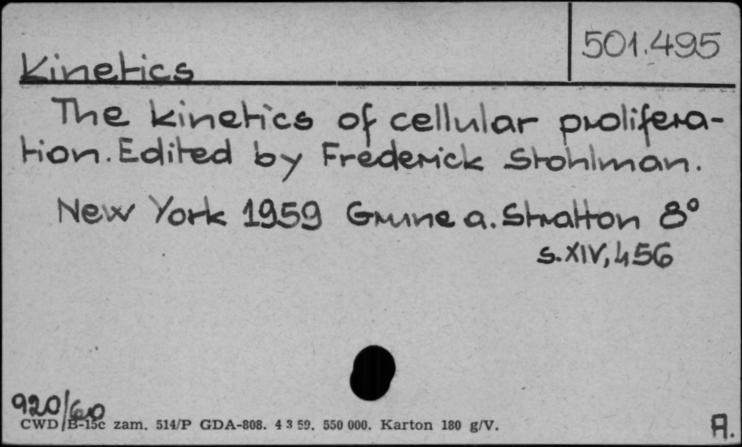 501.495
Kinetics
The kinetics of cellular prolifera-
tion. Edited by Frederick Stohlman.
New York 1959 Grune a. Stratton 8°
s. XIV, 456
920/60
CWD/B-15c zam. 514/P GDA-808. 4 3 59. 550 000. Karton 180 g/V.
A.